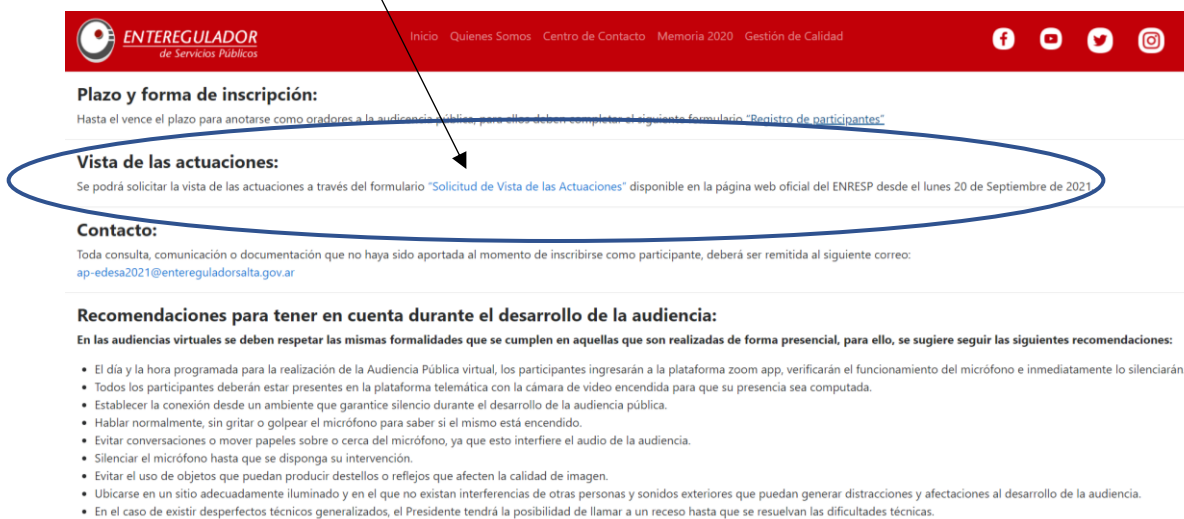 ENTEREGULADOR
de Servicios Públicos
Inicio Quienes Somos Centro de Contacto Memoria 2020 Gestión de Calidad
Plazo y forma de inscripción:
Hasta el vence el plazo para anotarse como oradores a la audicencia pública, para ellos deben completar el siguiente formulario "Registro de participantes"
Vista de las actuaciones:
Se podrá solicitar la vista de las actuaciones a través del formulario "Solicitud de Vista de las Actuaciones" disponible en la página web oficial del ENRESP desde el lunes 20 de Septiembre de 2021
Contacto:
Toda consulta, comunicación o documentación que no haya sido aportada al momento de inscribirse como participante, deberá ser remitida al siguiente correo:
ap-edesa2021@entereguladorsalta.gov.ar
Recomendaciones para tener en cuenta durante el desarrollo de la audiencia:
En las audiencias virtuales se deben respetar las mismas formalidades que se cumplen en aquellas que son realizadas de forma presencial, para ello, se sugiere seguir las siguientes recomendaciones:
• El día y la hora programada para la realización de la Audiencia Pública virtual, los participantes ingresarán a la plataforma zoom app, verificarán el funcionamiento del micrófono e inmediatamente lo silenciarán
• Todos los participantes deberán estar presentes en la plataforma telemática con la cámara de video encendida para que su presencia sea computada.
• Establecer la conexión desde un ambiente que garantice silencio durante el desarrollo de la audiencia pública.
• Hablar normalmente, sin gritar o golpear el micrófono para saber si el mismo está encendido.
• Evitar conversaciones o mover papeles sobre o cerca del micrófono, ya que esto interfiere el audio de la audiencia.
• Silenciar el micrófono hasta que se disponga su intervención.
• Evitar el uso de objetos que puedan producir destellos o reflejos que afecten la calidad de imagen.
• Ubicarse en un sitio adecuadamente iluminado y en el que no existan interferencias de otras personas y sonidos exteriores que puedan generar distracciones y afectaciones al desarrollo de la audiencia.
• En el caso de existir desperfectos técnicos generalizados, el Presidente tendrá la posibilidad de llamar a un receso hasta que se resuelvan las dificultades técnicas.